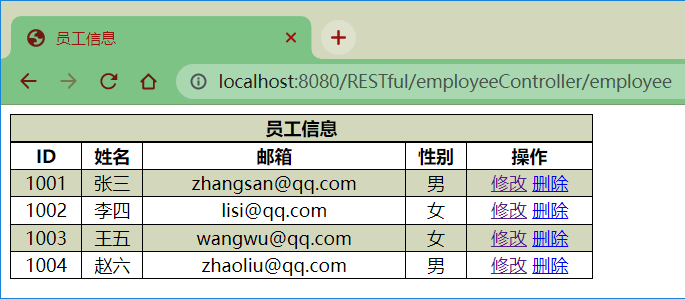 员工信息
localhost:8080/RESTful/employeeController/employee
员工信息
ID 姓名 邮箱 性别 操作
1001 张三 zhangsan@qq.com 男 修改 删除
1002 李四 lisi@qq.com 女 修改 删除
1003 王五 wangwu@qq.com 女 修改 删除
1004 赵六 zhaoliu@qq.com 男 修改 删除